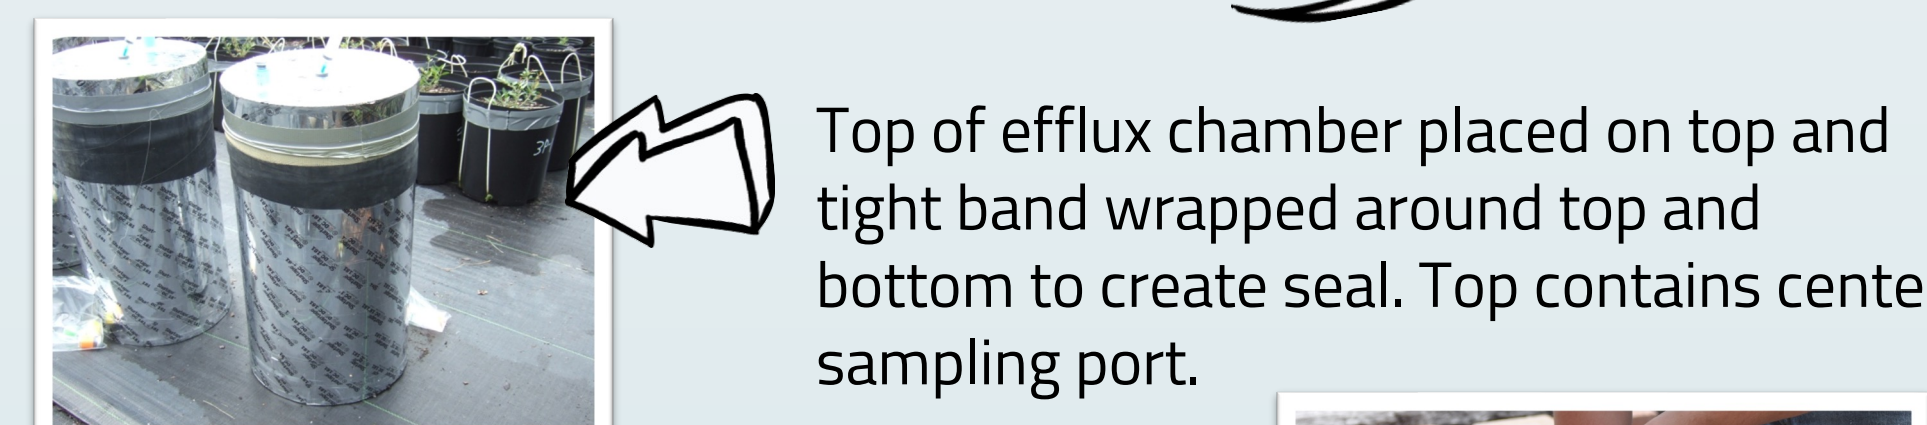 Top of efflux chamber placed on top and
tight band wrapped around top and
bottom to create seal. Top contains cente
sampling port.